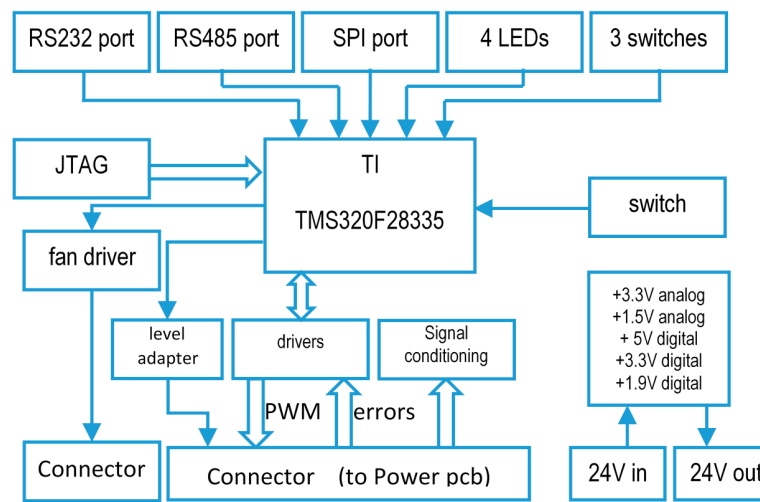 RS232 port
RS485 port
SPI port
4 LEDs
3 switches
JTAG
TI
TMS320F28335
switch
fan driver
level
adapter
drivers
Signal
conditioning
+3.3V analog
+1.5V analog
+ 5V digital
+3.3V digital
+1.9V digital
PWM
errors
Connector
Connector (to Power pcb)
24V in
24V out